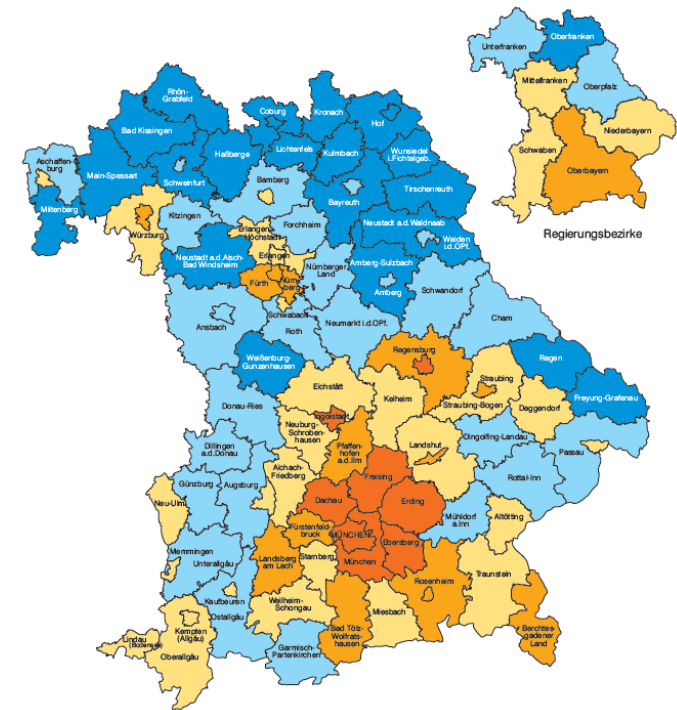 Oberfranken
Unterfranken
Mittelfranken
Oberpfalz
Niederbayern
Schwaben
Oberbayern
Regierungsbezirke
Rhön-
Grabfeld
Coburg
Kronach
Hof
Bad Kissingen
Lichtenfels
Kulmbach
Wunsiedel
i.Fichtelgeb.
Haßberge
Aschaffen-
burg
Main-Spessart
Schweinfurt
Bamberg
Tirschenreuth
Bayreuth
Miltenberg
Kitzingen
Würzburg
Forchheim
Neustadt a.d.Waldnaab
Erlangen-
Höchstadt
Weiden
i.d.OPf.
Erlangen
Neustadt a.d.Aisch-
Bad Windsheim
Nürnberger
Land
Amberg-Sulzbach
Fürth
Nürn-
berg
Amberg
Schwandorf
Schwabach
Cham
Ansbach
Roth
Neumarkt i.d.OPf.
Regensburg
Weißenburg-
Gunzenhausen
Regen
Eichstätt
Straubing
Kelheim
Freyung-Grafenau
Donau-Ries
Straubing-Bogen
Deggendorf
Ingolstadt
Neuburg-
Schroben-
hausen
Dingolfing-Landau
Landshut
Pfaffen-
hofen
a.d.Ilm
Passau
Dillingen
a.d.Donau
Aichach-
Friedberg
Freising
Rottal-Inn
Günzburg
Augsburg
Dachau
Erding
Neu-Ulm
Mühldorf
a.Inn
Altötting
Fürstenfeld-
bruck
MÜNCHEN
Ebersberg
Memmingen
Unterallgäu
Landsberg
am Lech
Starnberg
München
Rosenheim
Traunstein
Kaufbeuren
Weilheim-
Schongau
Miesbach
Ostallgäu
Kempten
(Allgäu)
Bad Tölz-
Wolfrats-
hausen
Berchtes-
gadener
Land
Lindau
(Bodensee)
Oberallgäu
Garmisch-
Partenkirchen